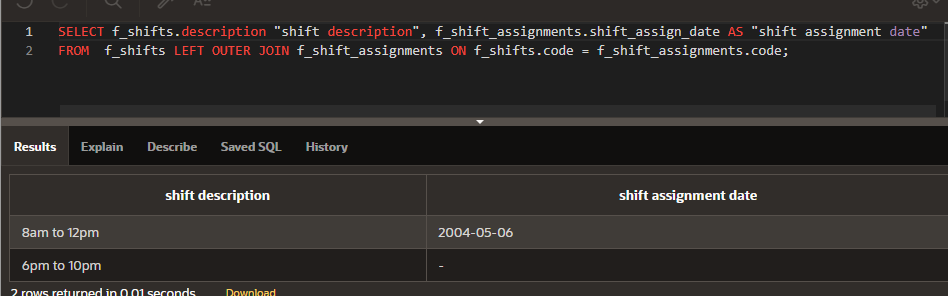 1 SELECT f_shifts.description "shift description", f_shift_assignments.shift_assign_date AS "shift assignment date"
2 FROM  f_shifts LEFT OUTER JOIN f_shift_assignments ON f_shifts.code = f_shift_assignments.code;
Results Explain Describe Saved SQL History
shift description shift assignment date
8am to 12pm 2004-05-06
6pm to 10pm -
2 rows returned in 0.01 seconds Download